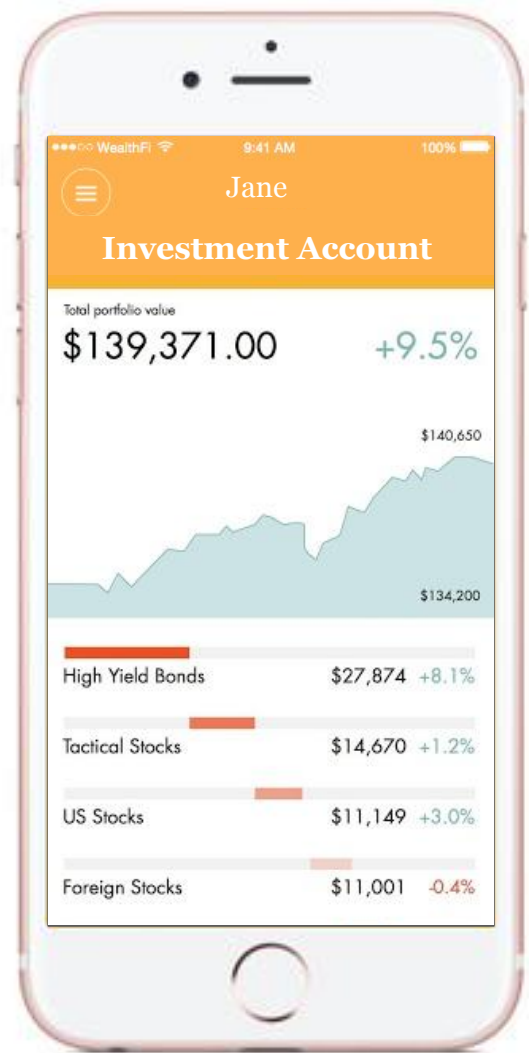 WealthFi 9:41 AM 100%
Jane
Investment Account
Total portfolio value
$139,371.00 +9.5%
$140,650
$134,200
High Yield Bonds $27,874 +8.1%
Tactical Stocks $14,670 +1.2%
US Stocks $11,149 +3.0%
Foreign Stocks $11,001 -0.4%